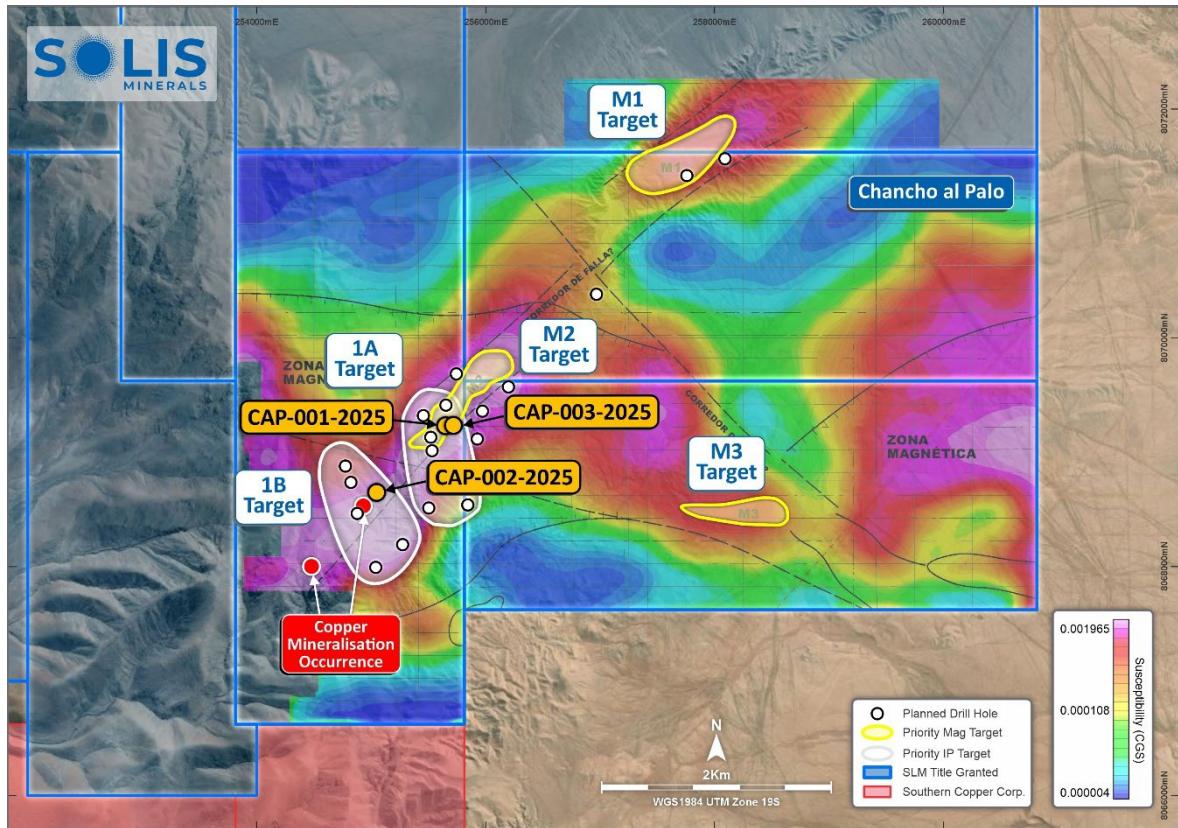 254000mE
256000mE
258000mE
260000mE
SOLIS
MINERALS
M1
Target
8072000mN
M1
Chancho al Palo
CORREDOR DE FALLA?
8070000mN
M2
Target
1A
Target
ZONA
MAGN
CAP-001-2025
CAP-003-2025
CORREDOR D
ZONA
MAGNÉTICA
M3
Target
M3
CAP-002-2025
1B
Target
8068000mN
Copper
Mineralisation
Occurrence
0.001965
0.000108
0.000004
Susceptibility (CGS)
Planned Drill Hole
Priority Mag Target
Priority IP Target
SLM Title Granted
Southern Copper Corp.
N
2Km
WGS1984 UTM Zone 19S
8066000mN